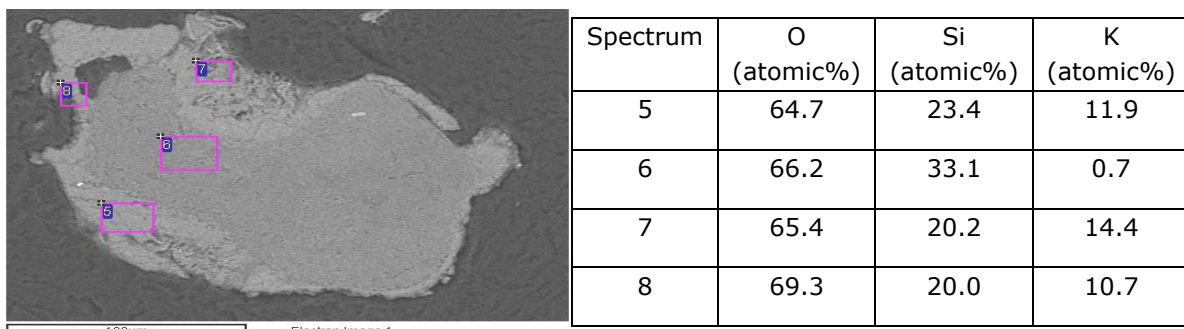 7
8
6
5
Electron Image 1
Spectrum O Si K
(atomic%) (atomic%) (atomic%)
5 64.7 23.4 11.9
6 66.2 33.1 0.7
7 65.4 20.2 14.4
8 69.3 20.0 10.7